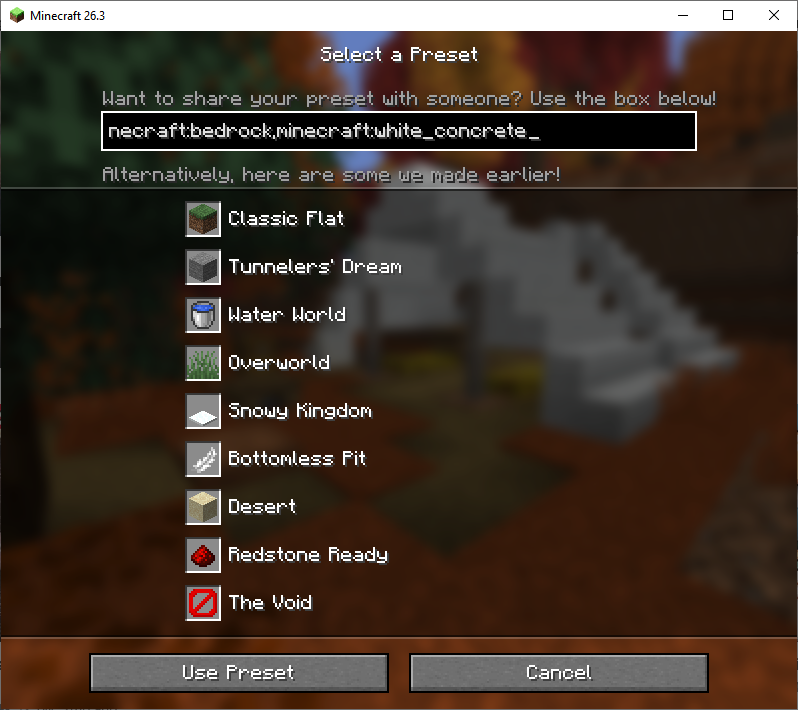 Minecraft 26.3
Select a Preset
Want to share your preset with someone? Use the box below!
necraft:bedrock,minecraft:white_concrete_
Alternatively, here are some we made earlier!
Classic Flat
Tunnelers' Dream
Water World
Overworld
Snowy Kingdom
Bottomless Pit
Desert
Redstone Ready
The Void
Use Preset
Cancel